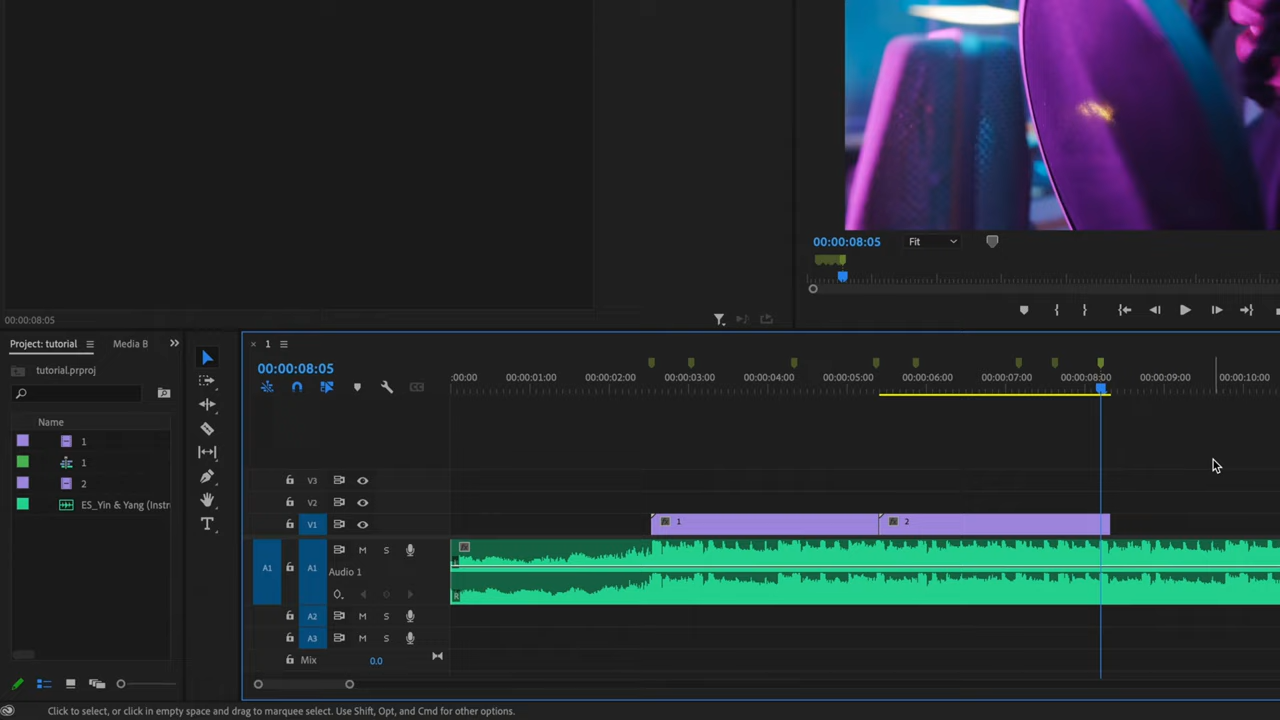 00:00:08:05
Fit
00:00:08:05
Project: tutorial
Media B
tutorial.prproj
Name
1
1
2
ES_Yin & Yang (Instr
1
00:00:08:05
:00:00
00:00:01:00
00:00:02:00
00:00:03:00
00:00:04:00
00:00:05:00
00:00:06:00
00:00:07:00
00:00:08:00
00:00:09:00
00:00:10:00
V3
V2
V1
1
2
A1
A1
M
S
Audio 1
R
A2
M
S
A3
M
S
Mix
0.0
Click to select, or click in empty space and drag to marquee select. Use Shift, Opt, and Cmd for other options.